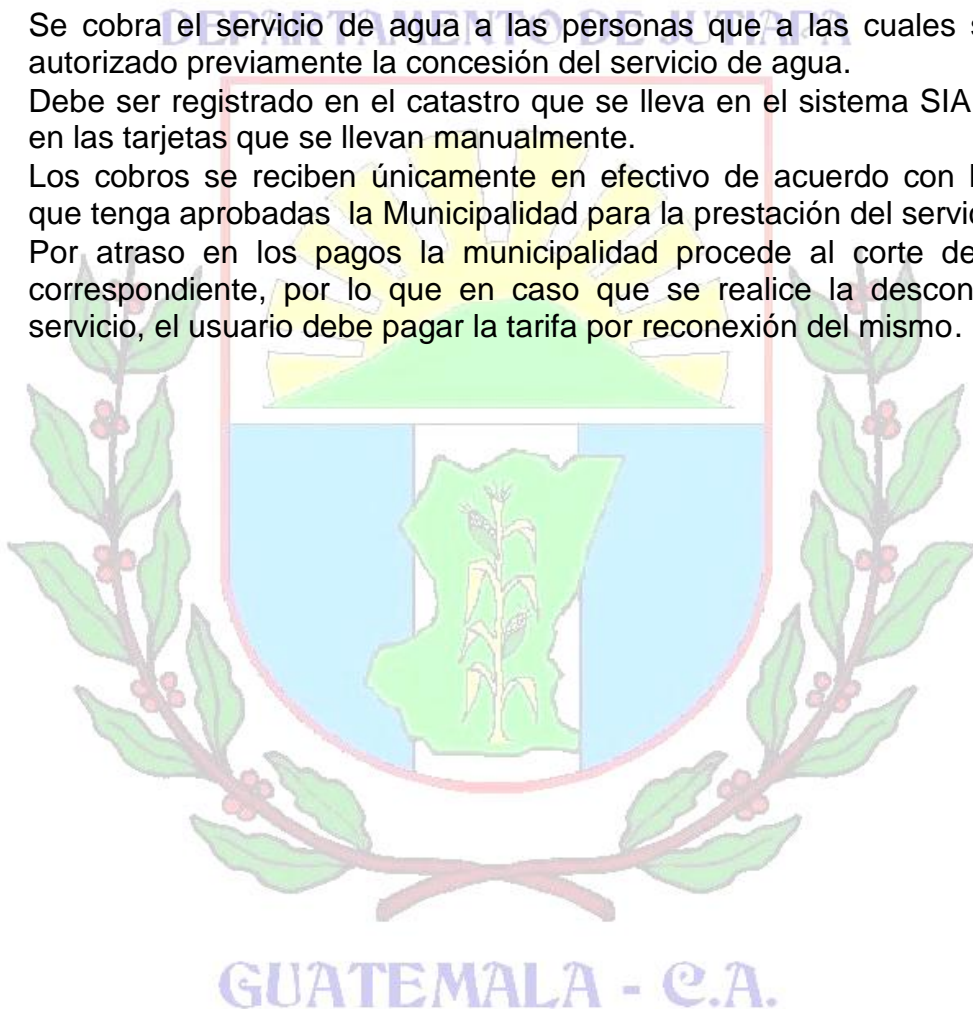 DEPARTAMENTO DE JUTIAPA
Se cobra el servicio de agua a las personas que a las cuales
autorizado previamente la concesión del servicio de agua.
Debe ser registrado en el catastro que se lleva en el sistema
en las tarjetas que se llevan manualmente.
Los cobros se reciben únicamente en efectivo de acuerdo con
que tenga aprobadas la Municipalidad para la prestación del
Por atraso en los pagos la municipalidad procede al corte
correspondiente, por lo que en caso que se realice la
servicio, el usuario debe pagar la tarifa por reconexión del mismo.
GUATEMALA - C.A.